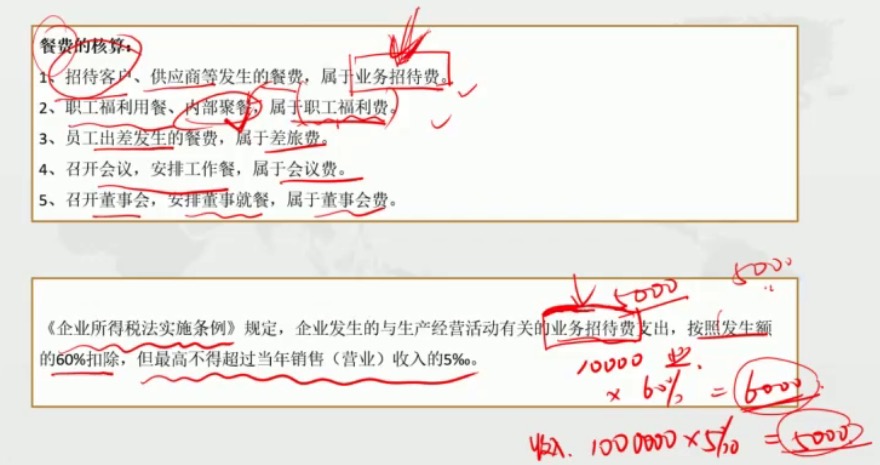 餐费的核算：
1、招待客户、供应商等发生的餐费，属于业务招待费。
2、职工福利用餐、内部聚餐，属于职工福利费。
3、员工出差发生的餐费，属于差旅费。
4、召开会议，安排工作餐，属于会议费。
5、召开董事会，安排董事就餐，属于董事会费。
5000
5000
《企业所得税法实施条例》规定，企业发生的与生产经营活动有关的业务招待费支出，按照发生额
的60%扣除，但最高不得超过当年销售（营业）收入的5‰。
10000 业.
× 60% = 6000.
收入. 1000000×5‰ = 5000.